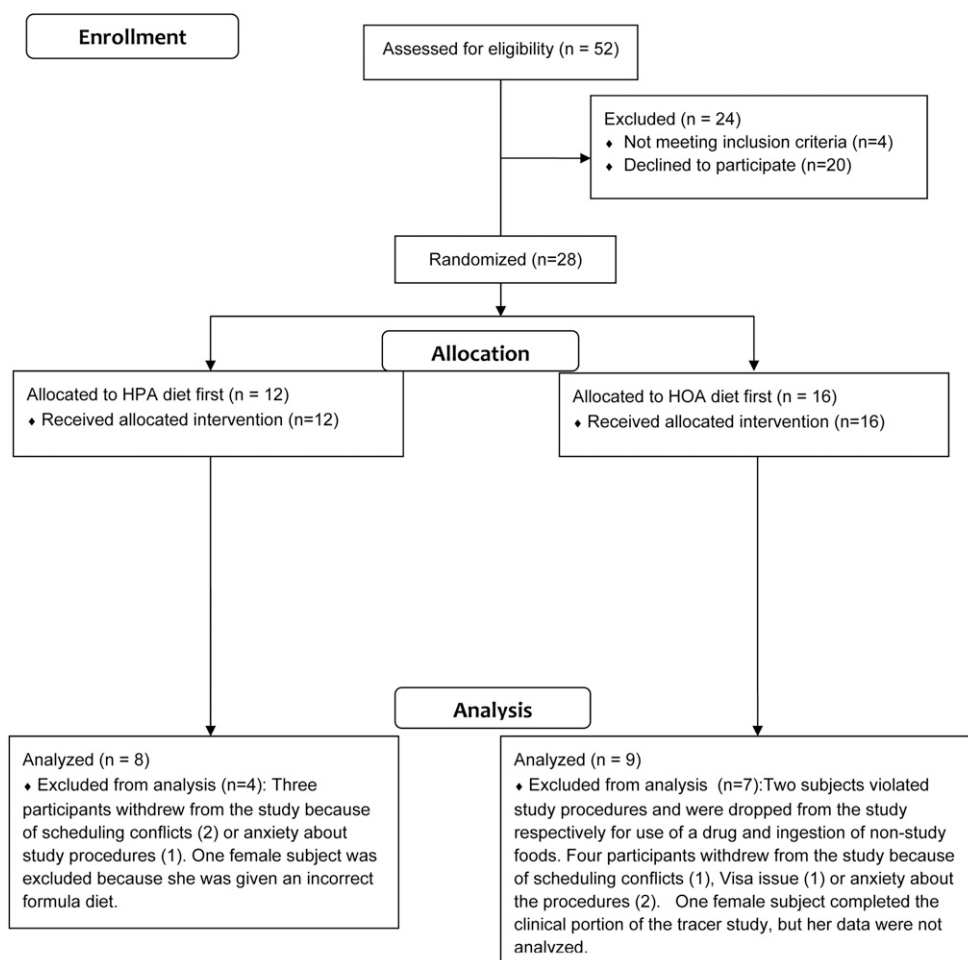 Enrollment
Assessed for eligibility (n = 52)
Excluded (n = 24)
♦ Not meeting inclusion criteria (n=4)
♦ Declined to participate (n=20)
Randomized (n=28)
Allocation
Allocated to HPA diet first (n = 12)
♦ Received allocated intervention (n=12)
Allocated to HOA diet first (n = 16)
♦ Received allocated intervention (n=16)
Analysis
Analyzed (n = 8)
♦ Excluded from analysis (n=4): Three
participants withdrew from the study because
of scheduling conflicts (2) or anxiety about
study procedures (1). One female subject was
excluded because she was given an incorrect
formula diet.
Analyzed (n = 9)
♦ Excluded from analysis (n=7):Two subjects violated
study procedures and were dropped from the study
respectively for use of a drug and ingestion of non-study
foods. Four participants withdrew from the study because
of scheduling conflicts (1), Visa issue (1) or anxiety about
the procedures (2). One female subject completed the
clinical portion of the tracer study, but her data were not
analyzed.